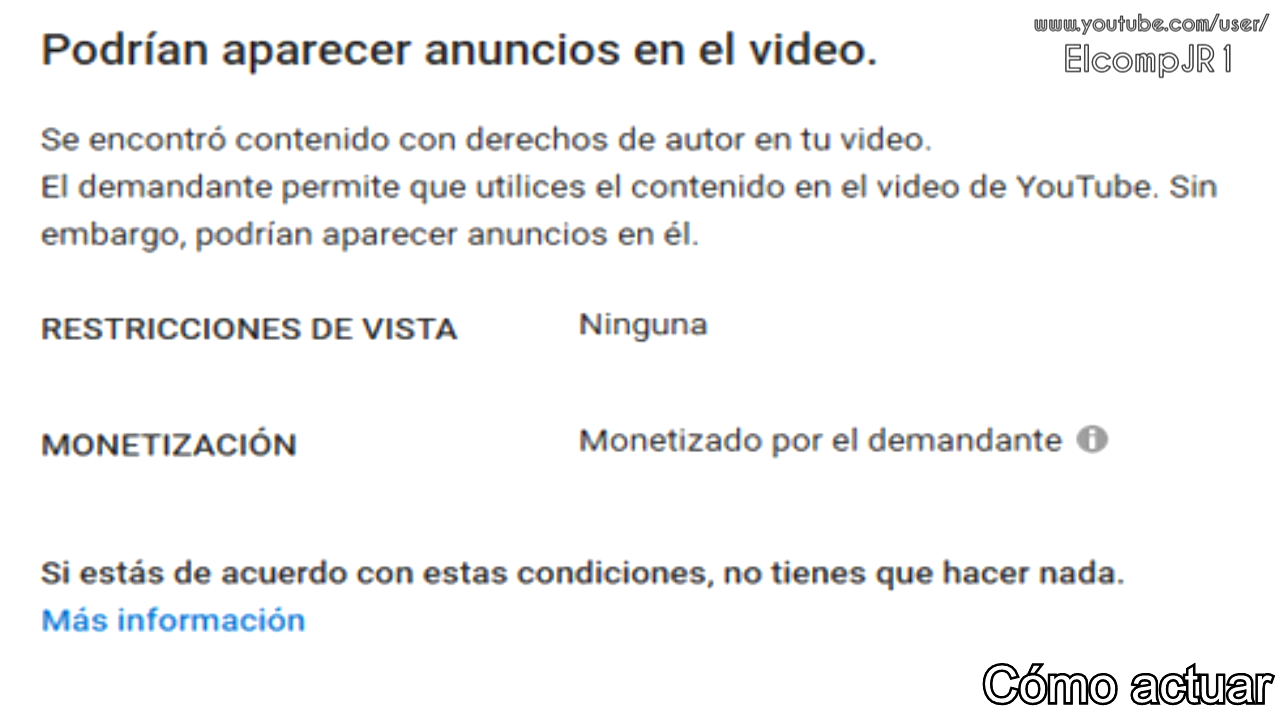 www.youtube.com/user/
ElcompJR1
Podrían aparecer anuncios en el video.
Se encontró contenido con derechos de autor en tu video.
El demandante permite que utilices el contenido en el video de YouTube. Sin
embargo, podrían aparecer anuncios en él.
RESTRICCIONES DE VISTA Ninguna
MONETIZACIÓN Monetizado por el demandante
Si estás de acuerdo con estas condiciones, no tienes que hacer nada.
Más información
Cómo actuar